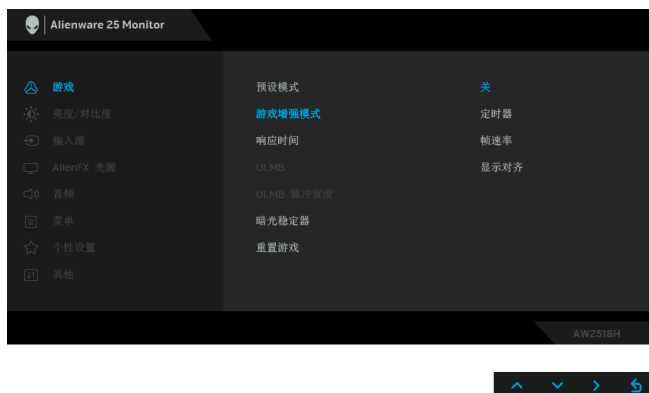 Alienware 25 Monitor
游戏 预设模式 关
亮度/对比度 游戏增强模式 定时器
输入源 响应时间 帧速率
AlienFX 光源 ULMB 显示对齐
音频 ULMB 脉冲宽度
菜单 暗光稳定器
个性设置 重置游戏
其他
AW2518H